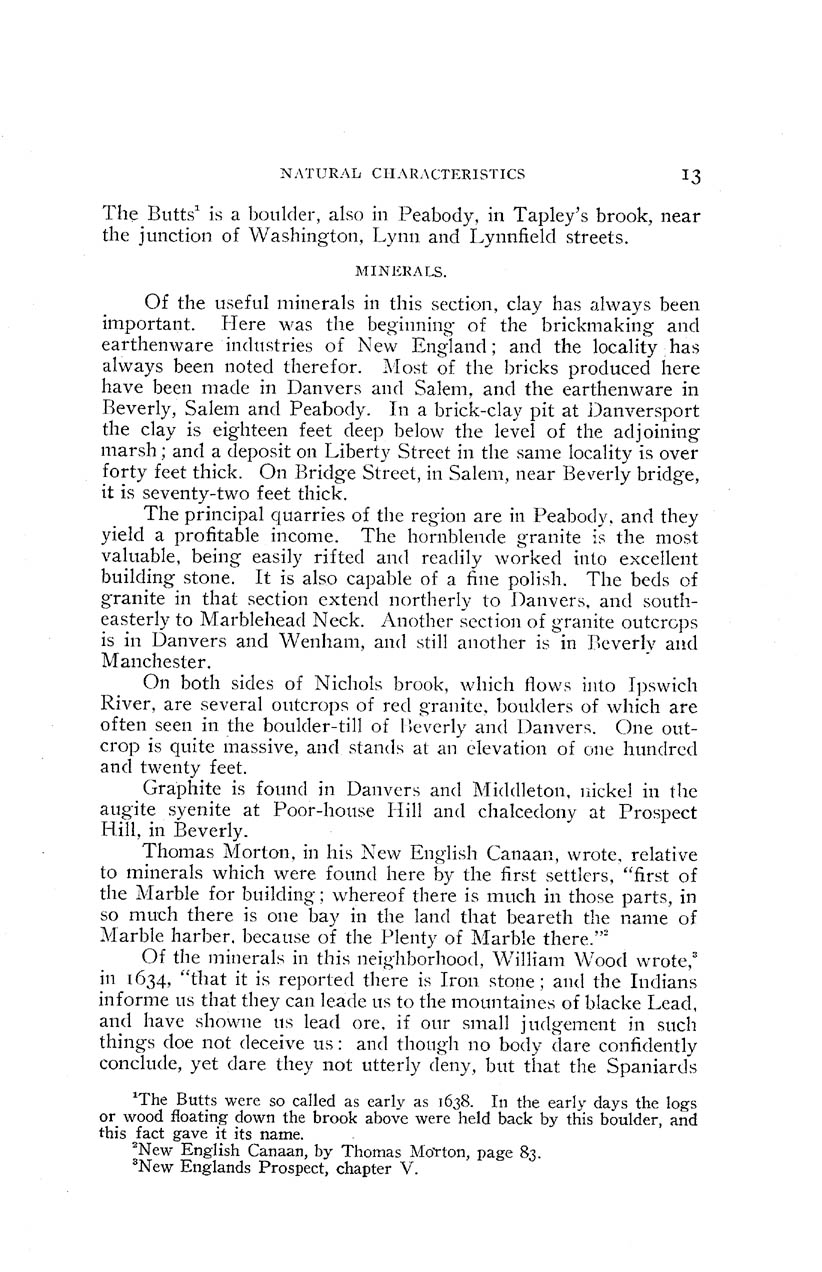 NATURAL CHARACTERISTICS 13
The Butts¹ is a boulder, also in Peabody, in Tapley's brook, near
the junction of Washington, Lynn and Lynnfield streets.
MINERALS.
Of the useful minerals in this section, clay has always been
important. Here was the beginning of the brickmaking and
earthenware industries of New England; and the locality has
always been noted therefor. Most of the bricks produced here
have been made in Danvers and Salem, and the earthenware in
Beverly, Salem and Peabody. In a brick-clay pit at Danversport
the clay is eighteen feet deep below the level of the adjoining
marsh; and a deposit on Liberty Street in the same locality is over
forty feet thick. On Bridge Street, in Salem, near Beverly bridge,
it is seventy-two feet thick.
The principal quarries of the region are in Peabody, and they
yield a profitable income. The hornblende granite is the most
valuable, being easily rifted and readily worked into excellent
building stone. It is also capable of a fine polish. The beds of
granite in that section extend northerly to Danvers, and south-
easterly to Marblehead Neck. Another section of granite outcrops
is in Danvers and Wenham, and still another is in Beverly and
Manchester.
On both sides of Nichols brook, which flows into Ipswich
River, are several outcrops of red granite, boulders of which are
often seen in the boulder-till of Beverly and Danvers. One out-
crop is quite massive, and stands at an elevation of one hundred
and twenty feet.
Graphite is found in Danvers and Middleton, nickel in the
augite syenite at Poor-house Hill and chalcedony at Prospect
Hill, in Beverly.
Thomas Morton, in his New English Canaan, wrote, relative
to minerals which were found here by the first settlers, "first of
the Marble for building; whereof there is much in those parts, in
so much there is one bay in the land that beareth the name of
Marble harber, because of the Plenty of Marble there."²
Of the minerals in this neighborhood, William Wood wrote,³
in 1634, "that it is reported there is Iron stone; and the Indians
informe us that they can leade us to the mountaines of blacke Lead,
and have showne us lead ore, if our small judgement in such
things doe not deceive us: and though no body dare confidently
conclude, yet dare they not utterly deny, but that the Spaniards
¹The Butts were so called as early as 1638. In the early days the logs
or wood floating down the brook above were held back by this boulder, and
this fact gave it its name.
²New English Canaan, by Thomas Morton, page 83.
³New Englands Prospect, chapter V.